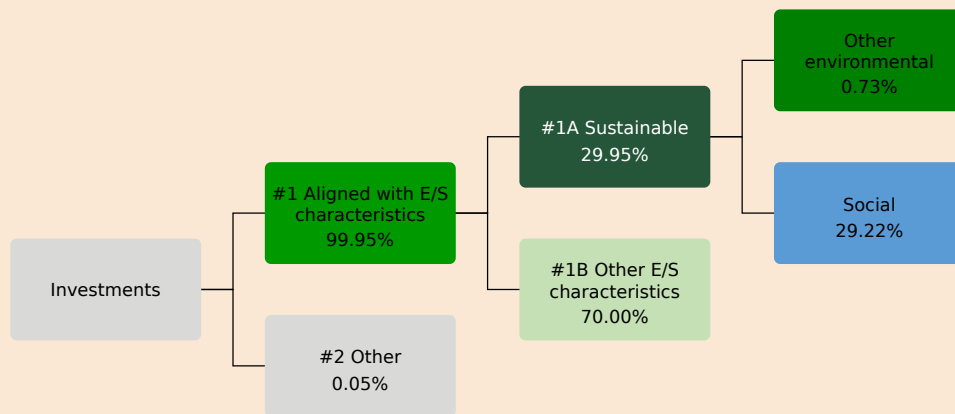 Investments
#1 Aligned with E/S
characteristics
99.95%
#2 Other
0.05%
#1A Sustainable
29.95%
#1B Other E/S
characteristics
70.00%
Other
environmental
0.73%
Social
29.22%